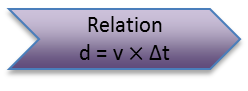 Relation
d = v × Δt